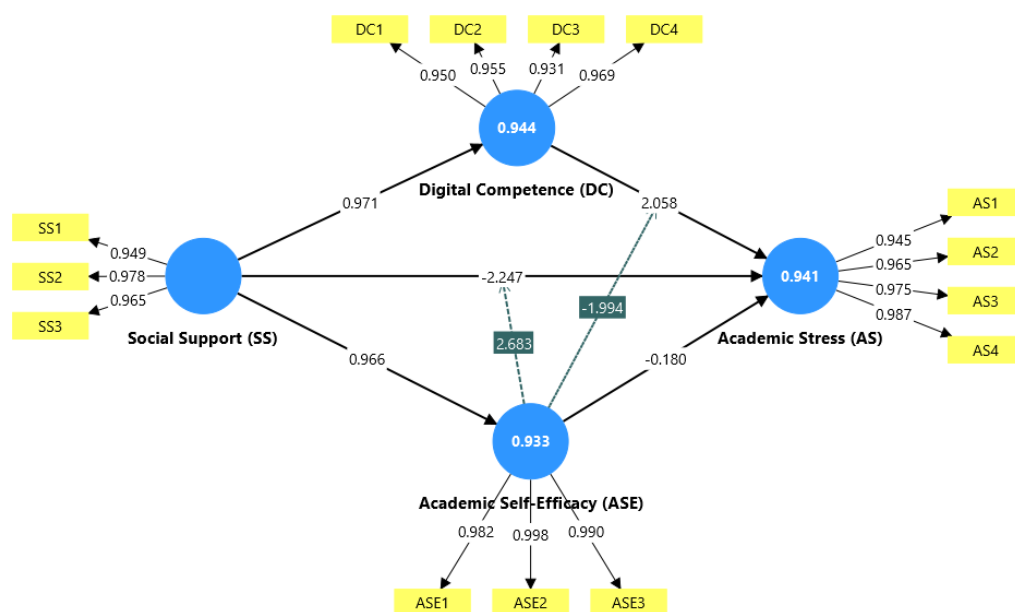 DC1
DC2
DC3
DC4
0.950
0.955
0.931
0.969
0.944
Digital Competence (DC)
0.971
2.058
SS1
SS2
SS3
0.949
0.978
0.965
Social Support (SS)
-2.247
-1.994
2.683
0.941
Academic Stress (AS)
AS1
AS2
AS3
AS4
0.945
0.965
0.975
0.987
0.966
-0.180
0.933
Academic Self-Efficacy (ASE)
0.982
0.998
0.990
ASE1
ASE2
ASE3